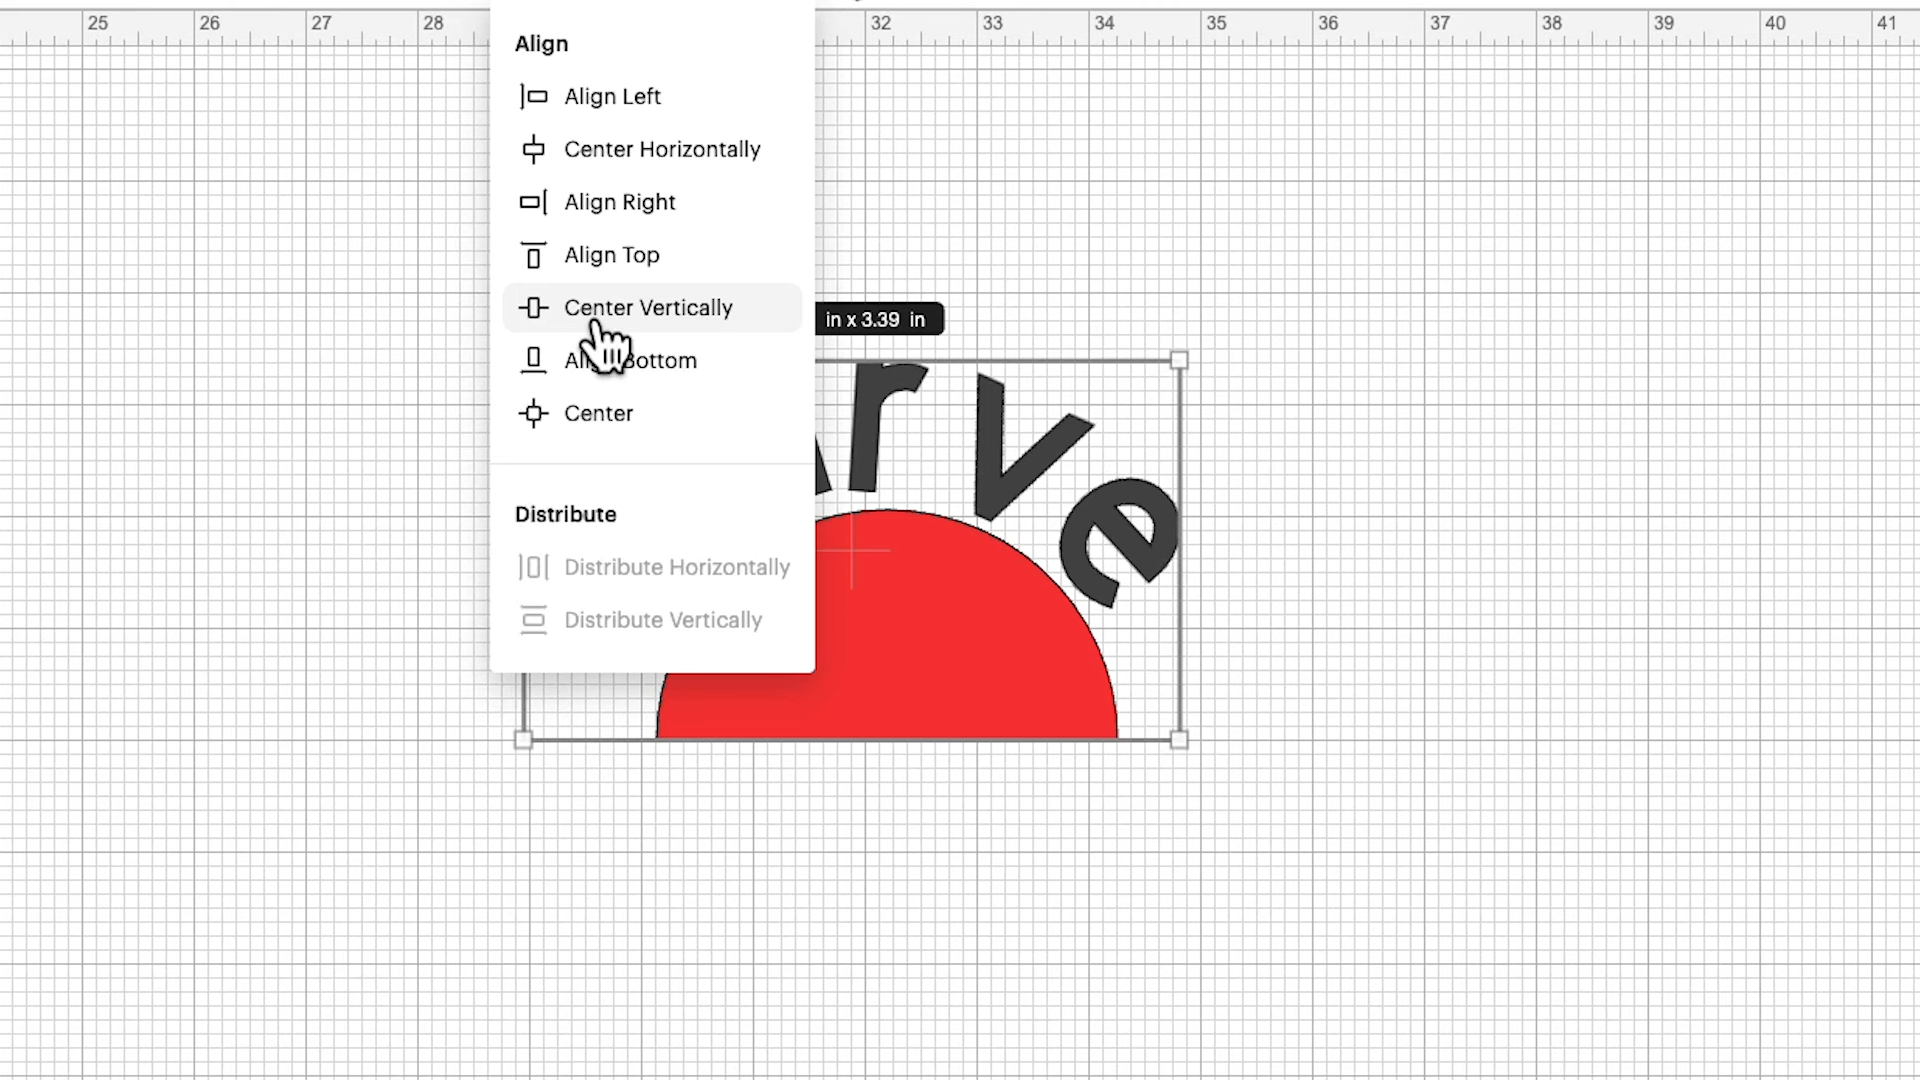 25 26 27 28 32 33 34 35 36 37 38 39 40 41
Align
Align Left
Center Horizontally
Align Right
Align Top
Center Vertically
in x 3.39 in
Bottom
Center
rve
Distribute
Distribute Horizontally
Distribute Vertically